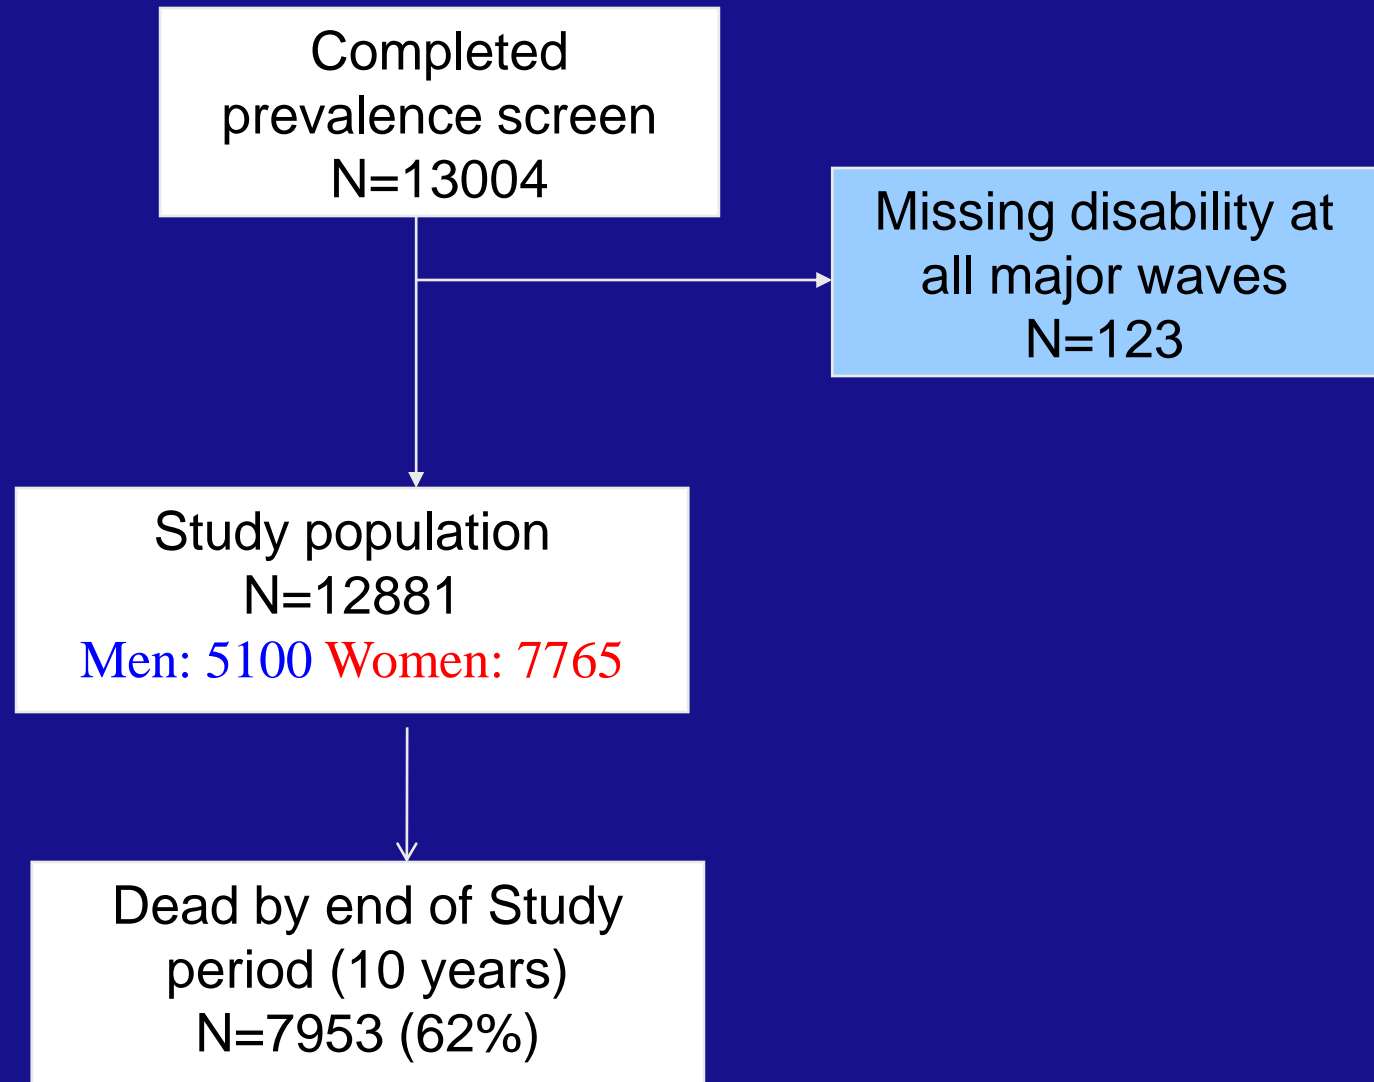 Completed
prevalence screen
N=13004
Missing disability at
all major waves
N=123
Study population
N=12881
Men: 5100 Women: 7765
Dead by end of Study
period (10 years)
N=7953 (62%)